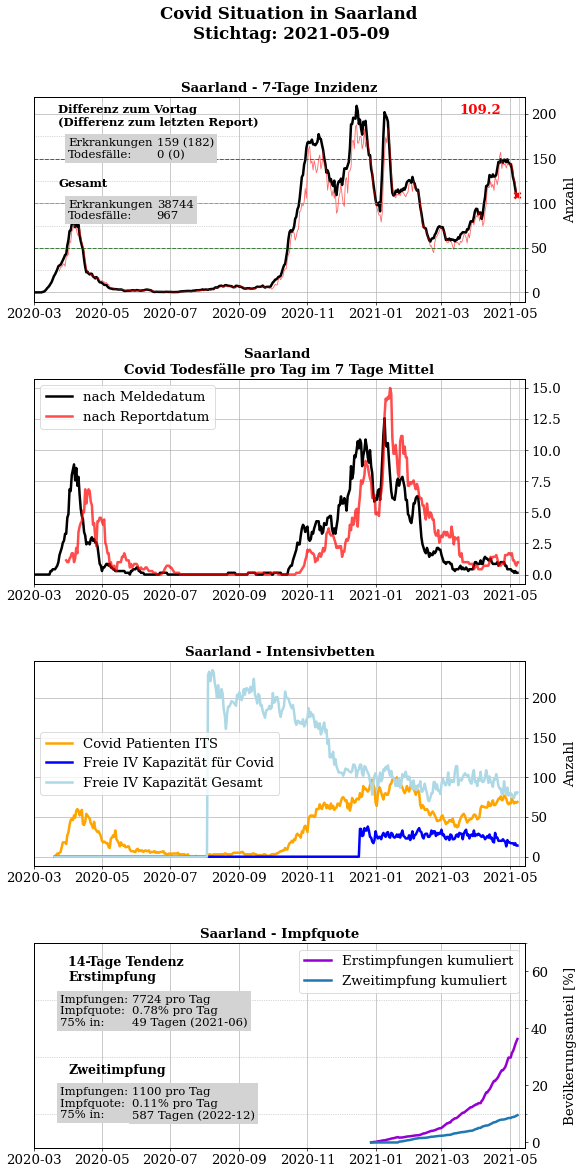 Covid Situation in Saarland
Stichtag: 2021-05-09
Saarland - 7-Tage Inzidenz
Differenz zum Vortag
(Differenz zum letzten Report)
Erkrankungen 159 (182)
Todesfälle: 0 (0)
Gesamt
Erkrankungen 38744
Todesfälle: 967
109.2
200
150
100
50
0
Anzahl
2020-03 2020-05 2020-07 2020-09 2020-11 2021-01 2021-03 2021-05
Saarland
Covid Todesfälle pro Tag im 7 Tage Mittel
nach Meldedatum
nach Reportdatum
15.0
12.5
10.0
7.5
5.0
2.5
0.0
2020-03 2020-05 2020-07 2020-09 2020-11 2021-01 2021-03 2021-05
Saarland - Intensivbetten
Covid Patienten ITS
Freie IV Kapazität für Covid
Freie IV Kapazität Gesamt
200
150
100
50
0
Anzahl
2020-03 2020-05 2020-07 2020-09 2020-11 2021-01 2021-03 2021-05
Saarland - Impfquote
14-Tage Tendenz
Erstimpfung
Impfungen: 7724 pro Tag
Impfquote: 0.78% pro Tag
75% in: 49 Tagen (2021-06)
Zweitimpfung
Impfungen: 1100 pro Tag
Impfquote: 0.11% pro Tag
75% in: 587 Tagen (2022-12)
Erstimpfungen kumuliert
Zweitimpfung kumuliert
60
40
20
0
Bevölkerungsanteil [%]
2020-03 2020-05 2020-07 2020-09 2020-11 2021-01 2021-03 2021-05